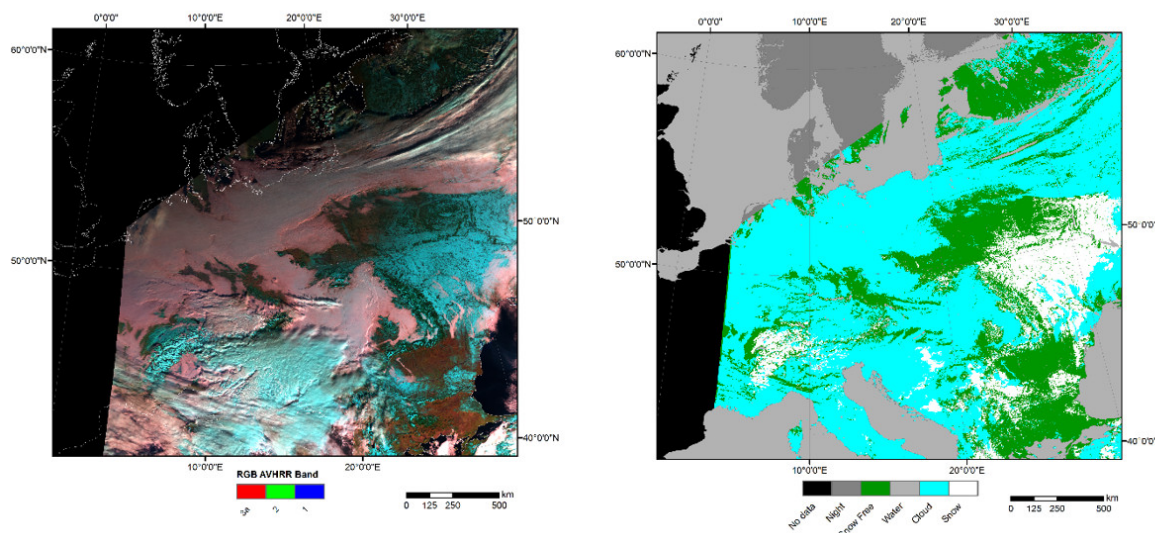 0°0'0"
10°0'0"E
20°0'0"E
30°0'0"E
60°0'0"N
50°0'0"N
50°0'0"N
40°0'0"N
10°0'0"E
20°0'0"E
RGB AVHRR Band
3a
2
1
km
0 125 250 500
0°0'0"
10°0'0"E
20°0'0"E
30°0'0"E
60°0'0"N
50°0'0"N
50°0'0"N
40°0'0"N
10°0'0"E
20°0'0"E
No data
Night
Snow Free
Water
Cloud
Snow
km
0 125 250 500